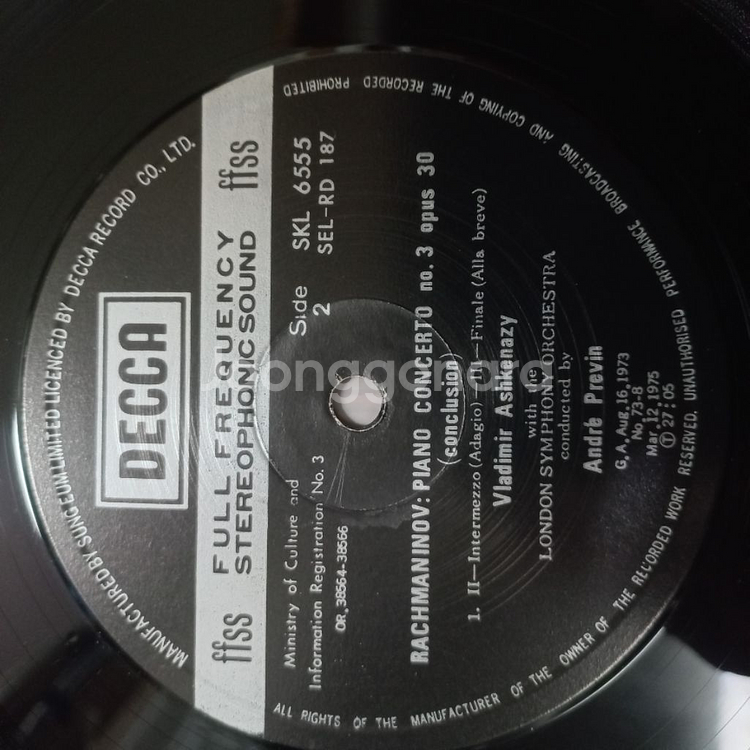 MANUFACTURED BY SUNG EUM LIMITED LICENCED BY DECCA RECORD CO., LTD.
DECCA
ffss FULL FREQUENCY STEREOPHONIC SOUND ffss
Ministry of Culture and
Information Registration No. 3
OR, 38564-38566
Side
2
SKL 6555
SEL-RD 187
RACHMANINOV: PIANO CONCERTO no. 3 opus 30
(conclusion)
1. II—Intermezzo (Adagio) —Finale (Alla breve)
Vladimir Ashkenazy
with the
LONDON SYMPHONY ORCHESTRA
conducted by
André Previn
G, A, Aug, 16, 1973
No, 73-8
Mar, 12, 1975
Ⓣ 27:05
ALL RIGHTS OF THE MANUFACTURER OF THE OWNER OF THE RECORDED WORK RESERVED. UNAUTHORISED PERFORMANCE BROADCASTING AND COPYING OF THE RECORDED PROHIBITED
Joonggonara